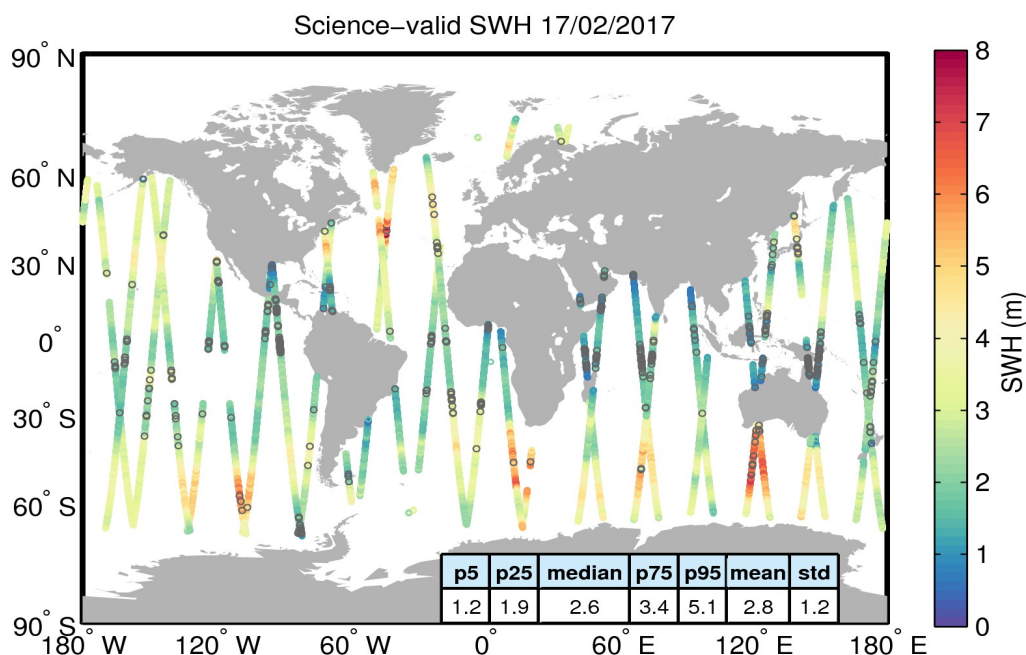 Science−valid SWH 17/02/2017
90° N
60° N
30° N
0°
30° S
60° S
90° S
180° W
120° W
60° W
0°
60° E
120° E
180° E
p5 p25 median p75 p95 mean std
1.2 1.9 2.6 3.4 5.1 2.8 1.2
8
7
6
5
4
3
2
1
0
SWH (m)